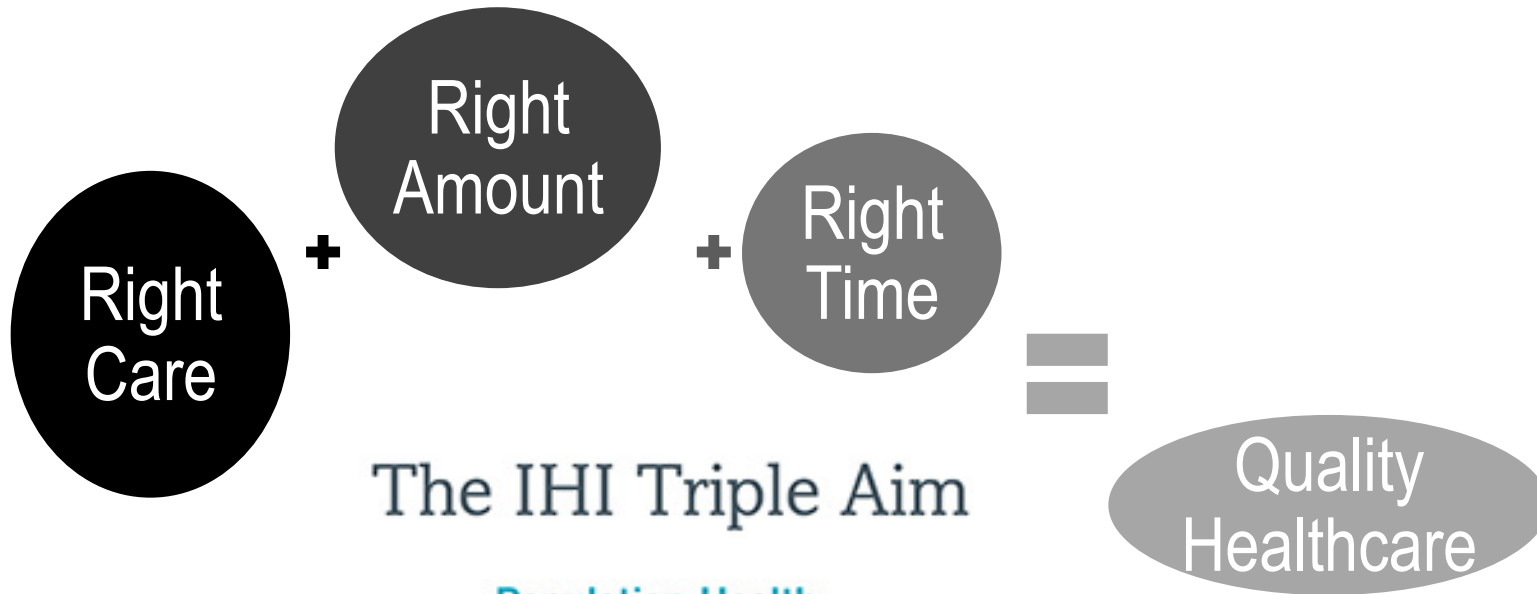 Right
Care
+
Right
Amount
+
Right
Time
=
Quality
Healthcare
The IHI Triple Aim